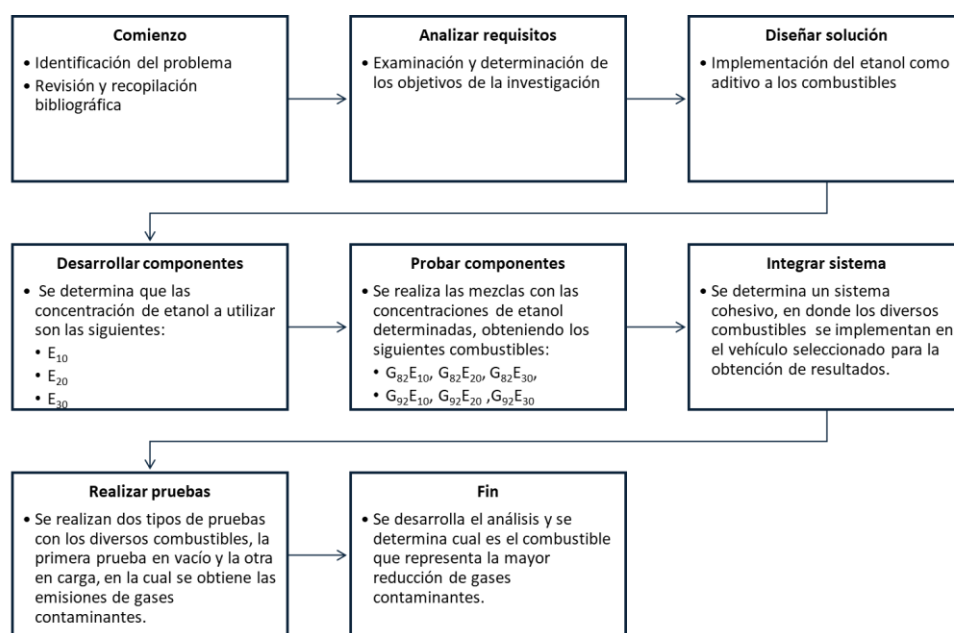 Comienzo
• Identificación del problema
• Revisión y recopilación
bibliográfica
Analizar requisitos
• Examinación y determinación de
los objetivos de la investigación
Diseñar solución
• Implementación del etanol como
aditivo a los combustibles
Desarrollar componentes
• Se determina que las
concentración de etanol a utilizar
son las siguientes:
• E₁₀
• E₂₀
• E₃₀
Probar componentes
• Se realiza las mezclas con las
concentraciones de etanol
determinadas, obteniendo los
siguientes combustibles:
• G₈₂E₁₀, G₈₂E₂₀, G₈₂E₃₀,
• G₉₂E₁₀, G₉₂E₂₀ ,G₉₂E₃₀
Integrar sistema
• Se determina un sistema
cohesivo, en donde los diversos
combustibles se implementan en
el vehículo seleccionado para la
obtención de resultados.
Realizar pruebas
• Se realizan dos tipos de pruebas
con los diversos combustibles, la
primera prueba en vacío y la otra
en carga, en la cual se obtiene las
emisiones de gases
contaminantes.
Fin
• Se desarrolla el análisis y se
determina cual es el combustible
que representa la mayor
reducción de gases
contaminantes.